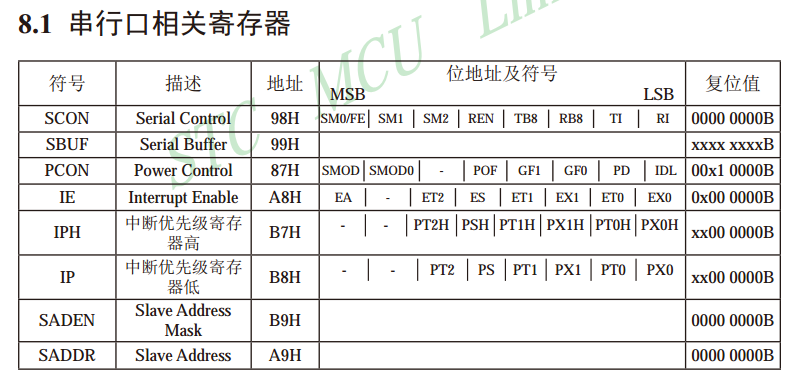 8.1 串行口相关寄存器
STC MCU Lim
符号 描述 地址 位地址及符号 复位值
MSB LSB
SCON Serial Control 98H SM0/FE SM1 SM2 REN TB8 RB8 TI RI 0000 0000B
SBUF Serial Buffer 99H xxxx xxxxB
PCON Power Control 87H SMOD SMOD0 - POF GF1 GF0 PD IDL 00x1 0000B
IE Interrupt Enable A8H EA - ET2 ES ET1 EX1 ET0 EX0 0x00 0000B
IPH 中断优先级寄存 B7H - - PT2H PSH PT1H PX1H PT0H PX0H xx00 0000B
器高
IP 中断优先级寄存 B8H - - PT2 PS PT1 PX1 PT0 PX0 xx00 0000B
器低
SADEN Slave Address B9H 0000 0000B
Mask
SADDR Slave Address A9H 0000 0000B